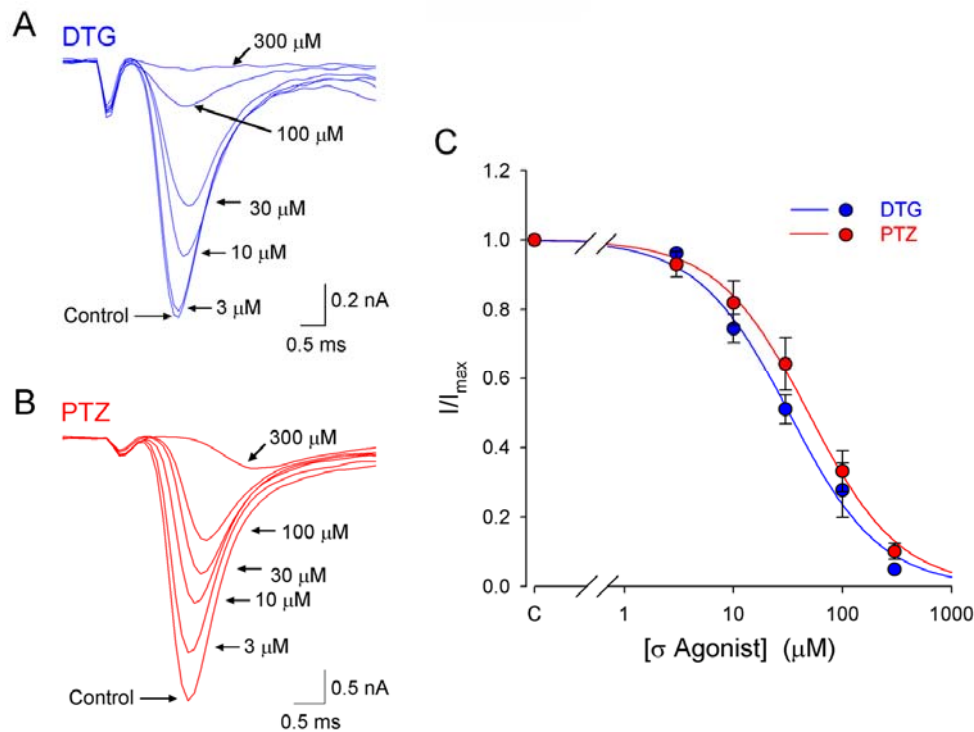 A
DTG
300 μM
100 μM
30 μM
10 μM
3 μM
Control
0.2 nA
0.5 ms
B
PTZ
300 μM
100 μM
30 μM
10 μM
3 μM
Control
0.5 nA
0.5 ms
C
1.2
1.0
0.8
0.6
0.4
0.2
0.0
I/Imax
DTG
PTZ
C 1 10 100 1000
[σ Agonist] (μM)